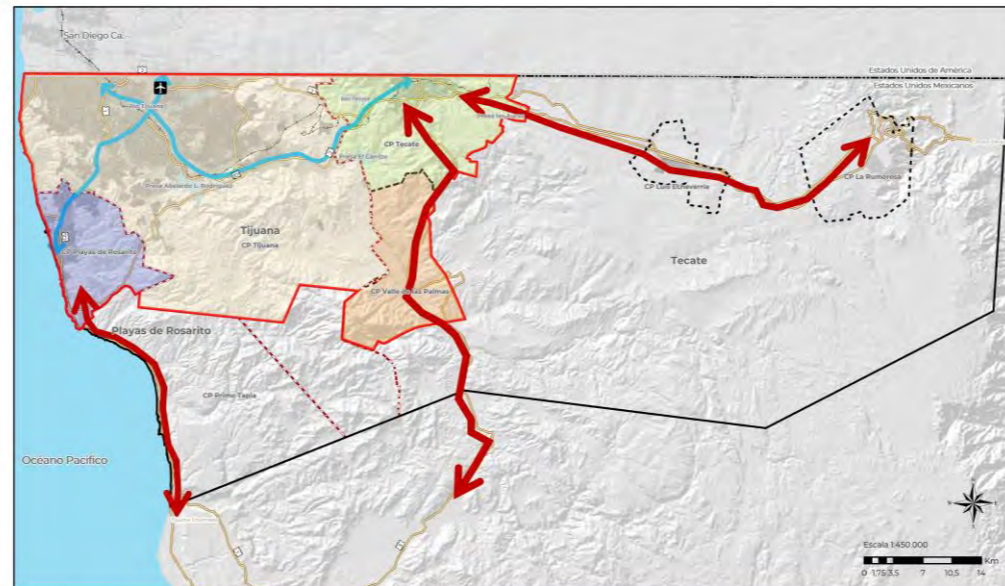 San Diego Ca.
Estados Unidos de América
Estados Unidos Mexicanos
CP Tecate
Presa El Carrizo
Presa Abelardo L. Rodríguez
CP Luis Echeverría
CP La Rumorosa
Tijuana
CP Tijuana
CP Playas de Rosarito
Tecate
CP Valle de las Palmas
Playas de Rosarito
CP Primo Tapia
Océano Pacífico
Escala 1:450,000
Km
0 1.75 3.5 7 10.5 14